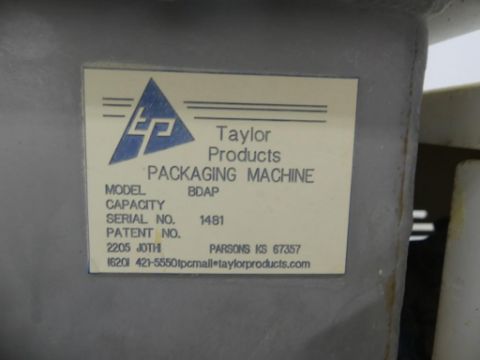 tp
Taylor
Products
PACKAGING MACHINE
MODEL BDAP
CAPACITY
SERIAL NO. 1481
PATENT NO.
2205 JOTHI PARSONS KS 67357
(620) 421-5550tpcmail@taylorproducts.com